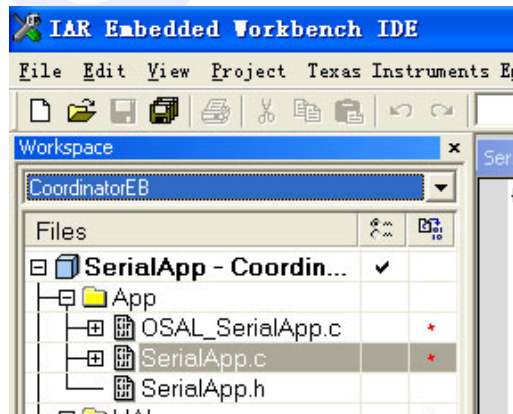 IAR Embedded Workbench IDE
File Edit View Project Texas Instruments
Workspace
Ser
CoordinatorEB
Files
SerialApp - Coordin...
App
OSAL_SerialApp.c
SerialApp.c
SerialApp.h